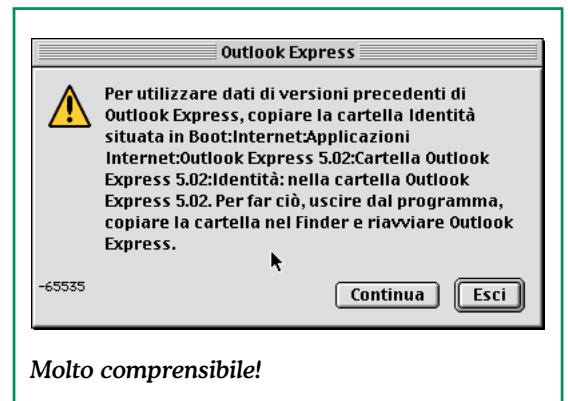 Outlook Express
Per utilizzare dati di versioni precedenti di
Outlook Express, copiare la cartella Identità
situata in Boot:Internet:Applicazioni
Internet:Outlook Express 5.02:Cartella Outlook
Express 5.02:Identità: nella cartella Outlook
Express 5.02. Per far ciò, uscire dal programma,
copiare la cartella nel Finder e riavviare Outlook
Express.
-65535
Continua
Esci
Molto comprensibile!